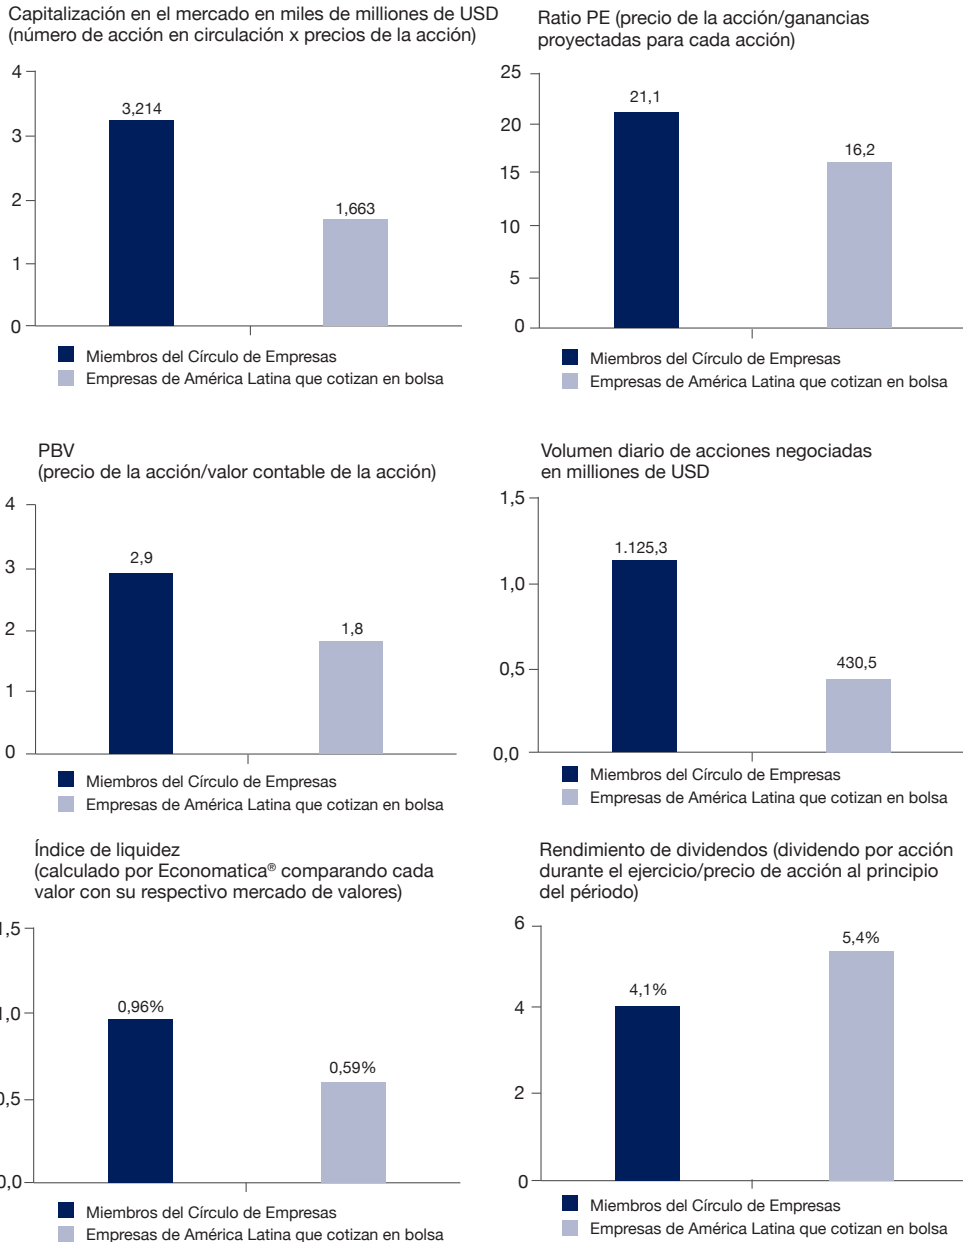 Capitalización en el mercado en miles de millones de USD
(número de acción en circulación x precios de la acción)
4
3
2
1
0
3,214
1,663
Miembros del Círculo de Empresas
Empresas de América Latina que cotizan en bolsa
Ratio PE (precio de la acción/ganancias
proyectadas para cada acción)
25
20
15
10
5
0
21,1
16,2
Miembros del Círculo de Empresas
Empresas de América Latina que cotizan en bolsa
PBV
(precio de la acción/valor contable de la acción)
4
3
2
1
0
2,9
1,8
Miembros del Círculo de Empresas
Empresas de América Latina que cotizan en bolsa
Volumen diario de acciones negociadas
en milliones de USD
1,5
1,0
0,5
0,0
1.125,3
430,5
Miembros del Círculo de Empresas
Empresas de América Latina que cotizan en bolsa
Índice de liquidez
(calculado por Economatica® comparando cada
valor con su respectivo mercado de valores)
1,5
1,0
0,5
0,0
0,96%
0,59%
Miembros del Círculo de Empresas
Empresas de América Latina que cotizan en bolsa
Rendimiento de dividendos (dividendo por acción
durante el ejercicio/precio de acción al principio
del périodo)
6
4
2
0
4,1%
5,4%
Miembros del Círculo de Empresas
Empresas de América Latina que cotizan en bolsa